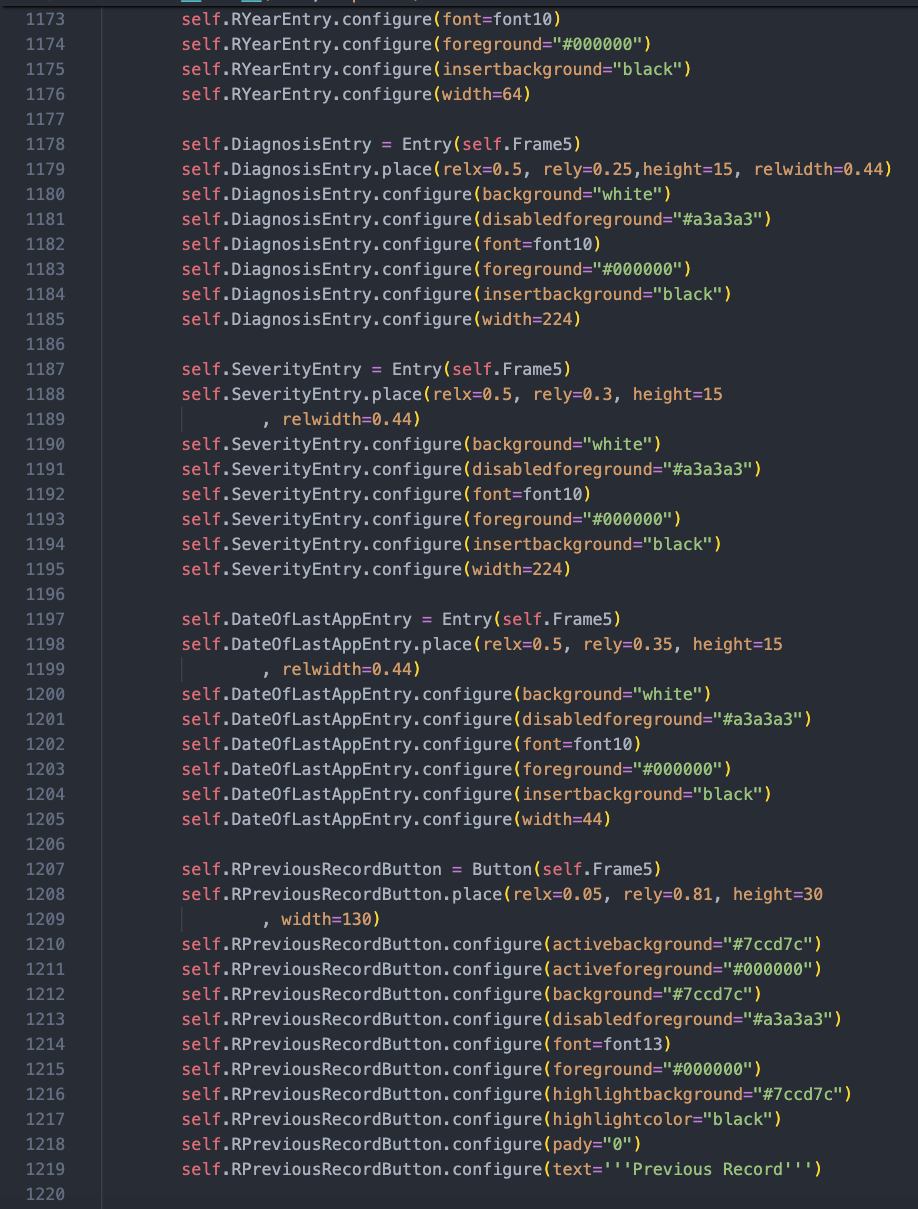 1173 self.RYearEntry.configure(font=font10)
1174 self.RYearEntry.configure(foreground="#000000")
1175 self.RYearEntry.configure(insertbackground="black")
1176 self.RYearEntry.configure(width=64)
1177
1178 self.DiagnosisEntry = Entry(self.Frame5)
1179 self.DiagnosisEntry.place(relx=0.5, rely=0.25,height=15, relwidth=0.44)
1180 self.DiagnosisEntry.configure(background="white")
1181 self.DiagnosisEntry.configure(disabledforeground="#a3a3a3")
1182 self.DiagnosisEntry.configure(font=font10)
1183 self.DiagnosisEntry.configure(foreground="#000000")
1184 self.DiagnosisEntry.configure(insertbackground="black")
1185 self.DiagnosisEntry.configure(width=224)
1186
1187 self.SeverityEntry = Entry(self.Frame5)
1188 self.SeverityEntry.place(relx=0.5, rely=0.3, height=15
1189 , relwidth=0.44)
1190 self.SeverityEntry.configure(background="white")
1191 self.SeverityEntry.configure(disabledforeground="#a3a3a3")
1192 self.SeverityEntry.configure(font=font10)
1193 self.SeverityEntry.configure(foreground="#000000")
1194 self.SeverityEntry.configure(insertbackground="black")
1195 self.SeverityEntry.configure(width=224)
1196
1197 self.DateOfLastAppEntry = Entry(self.Frame5)
1198 self.DateOfLastAppEntry.place(relx=0.5, rely=0.35, height=15
1199 , relwidth=0.44)
1200 self.DateOfLastAppEntry.configure(background="white")
1201 self.DateOfLastAppEntry.configure(disabledforeground="#a3a3a3")
1202 self.DateOfLastAppEntry.configure(font=font10)
1203 self.DateOfLastAppEntry.configure(foreground="#000000")
1204 self.DateOfLastAppEntry.configure(insertbackground="black")
1205 self.DateOfLastAppEntry.configure(width=44)
1206
1207 self.RPreviousRecordButton = Button(self.Frame5)
1208 self.RPreviousRecordButton.place(relx=0.05, rely=0.81, height=30
1209 , width=130)
1210 self.RPreviousRecordButton.configure(activebackground="#7ccd7c")
1211 self.RPreviousRecordButton.configure(activeforeground="#000000")
1212 self.RPreviousRecordButton.configure(background="#7ccd7c")
1213 self.RPreviousRecordButton.configure(disabledforeground="#a3a3a3")
1214 self.RPreviousRecordButton.configure(font=font13)
1215 self.RPreviousRecordButton.configure(foreground="#000000")
1216 self.RPreviousRecordButton.configure(highlightbackground="#7ccd7c")
1217 self.RPreviousRecordButton.configure(highlightcolor="black")
1218 self.RPreviousRecordButton.configure(pady="0")
1219 self.RPreviousRecordButton.configure(text='''Previous Record''')
1220